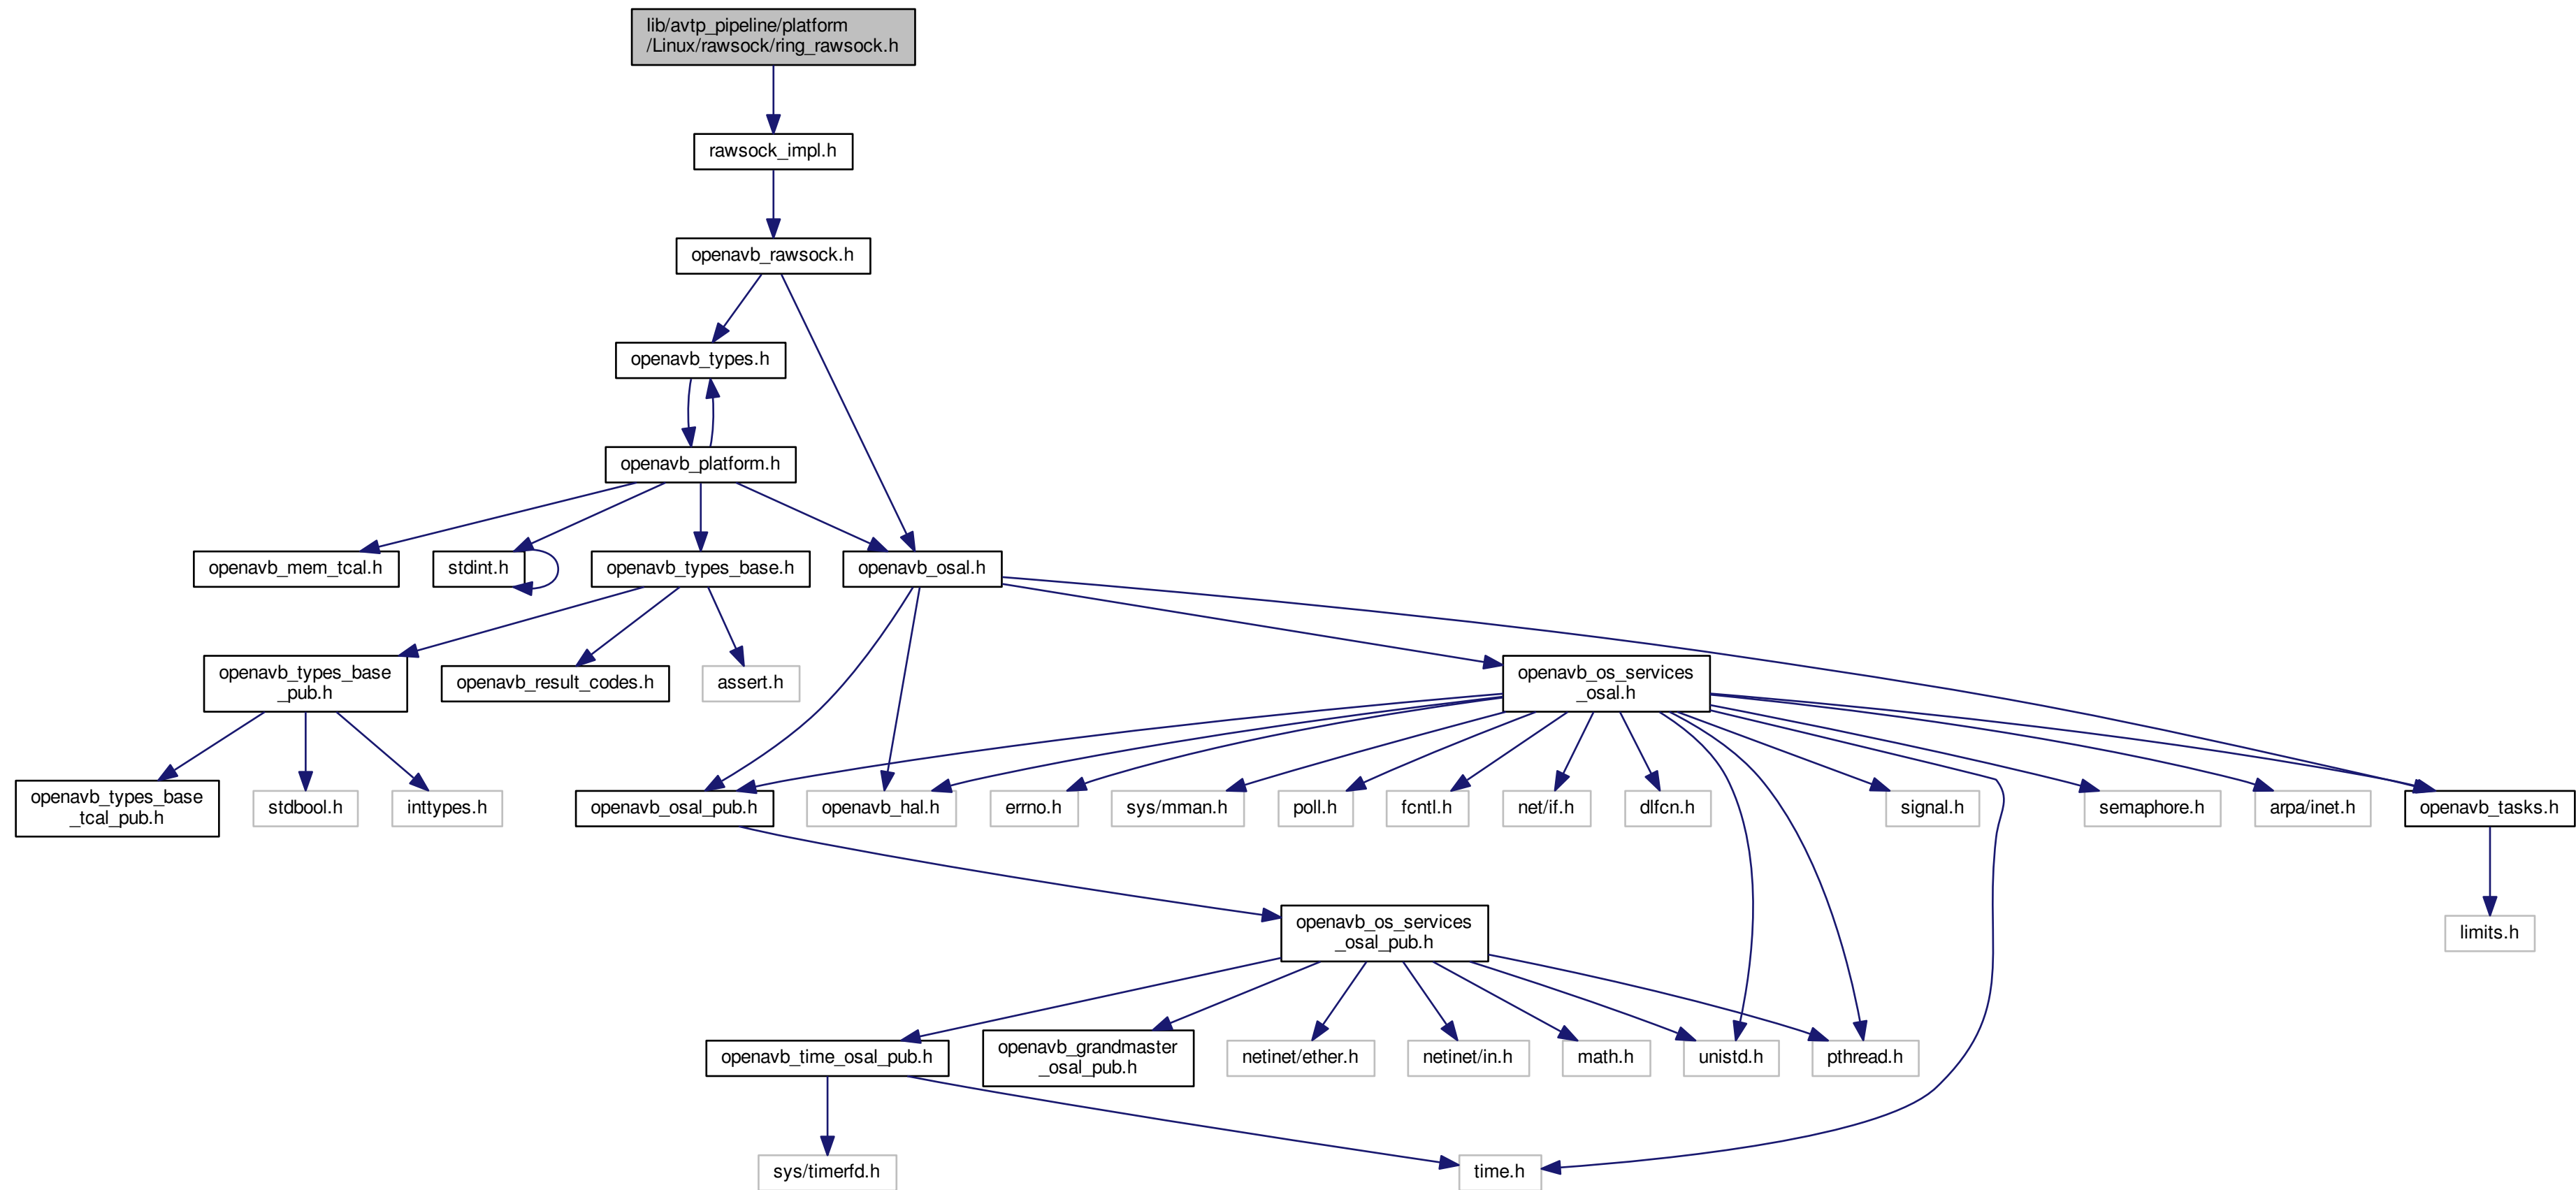 lib/avtp_pipeline/platform
/Linux/rawsock/ring_rawsock.h
rawsock_impl.h
openavb_rawsock.h
openavb_types.h
openavb_platform.h
openavb_mem_tcal.h
stdint.h
openavb_types_base.h
openavb_osal.h
openavb_types_base
_pub.h
openavb_result_codes.h
assert.h
openavb_os_services
_osal.h
openavb_types_base
_tcal_pub.h
stdbool.h
inttypes.h
openavb_osal_pub.h
openavb_hal.h
errno.h
sys/mman.h
poll.h
fcntl.h
net/if.h
dlfcn.h
signal.h
semaphore.h
arpa/inet.h
openavb_tasks.h
openavb_os_services
_osal_pub.h
limits.h
openavb_time_osal_pub.h
openavb_grandmaster
_osal_pub.h
netinet/ether.h
netinet/in.h
math.h
unistd.h
pthread.h
sys/timerfd.h
time.h